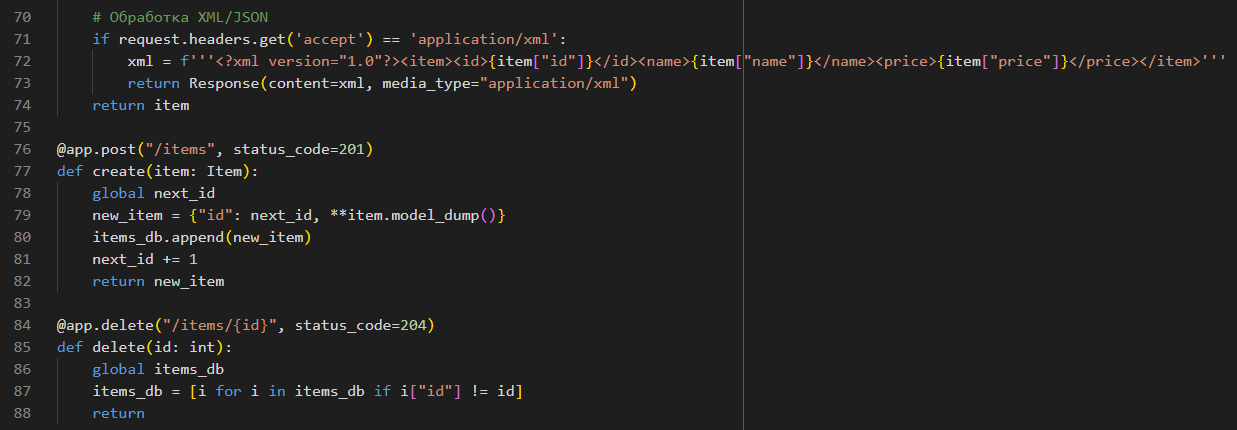 70 # Обработка XML/JSON
71 if request.headers.get('accept') == 'application/xml':
72 xml = f'''<?xml version="1.0"?><item><id>{item["id"]}</id><name>{item["name"]}</name><price>{item["price"]}</price></item>'''
73 return Response(content=xml, media_type="application/xml")
74 return item
75
76 @app.post("/items", status_code=201)
77 def create(item: Item):
78 global next_id
79 new_item = {"id": next_id, **item.model_dump()}
80 items_db.append(new_item)
81 next_id += 1
82 return new_item
83
84 @app.delete("/items/{id}", status_code=204)
85 def delete(id: int):
86 global items_db
87 items_db = [i for i in items_db if i["id"] != id]
88 return